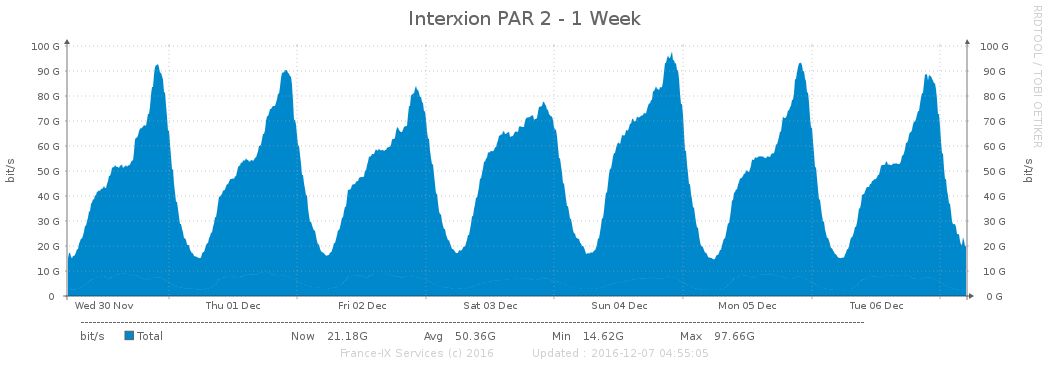 Interxion PAR 2 - 1 Week
RRDTOOL / TOBI OETIKER
bit/s
100 G 100 G
90 G 90 G
80 G 80 G
70 G 70 G
60 G 60 G
50 G 50 G
40 G 40 G
30 G 30 G
20 G 20 G
10 G 10 G
0 0 G
bit/s
Wed 30 Nov Thu 01 Dec Fri 02 Dec Sat 03 Dec Sun 04 Dec Mon 05 Dec Tue 06 Dec
bit/s Total Now 21.18G Avg 50.36G Min 14.62G Max 97.66G
France-IX Services (c) 2016 Updated : 2016-12-07 04:55:05